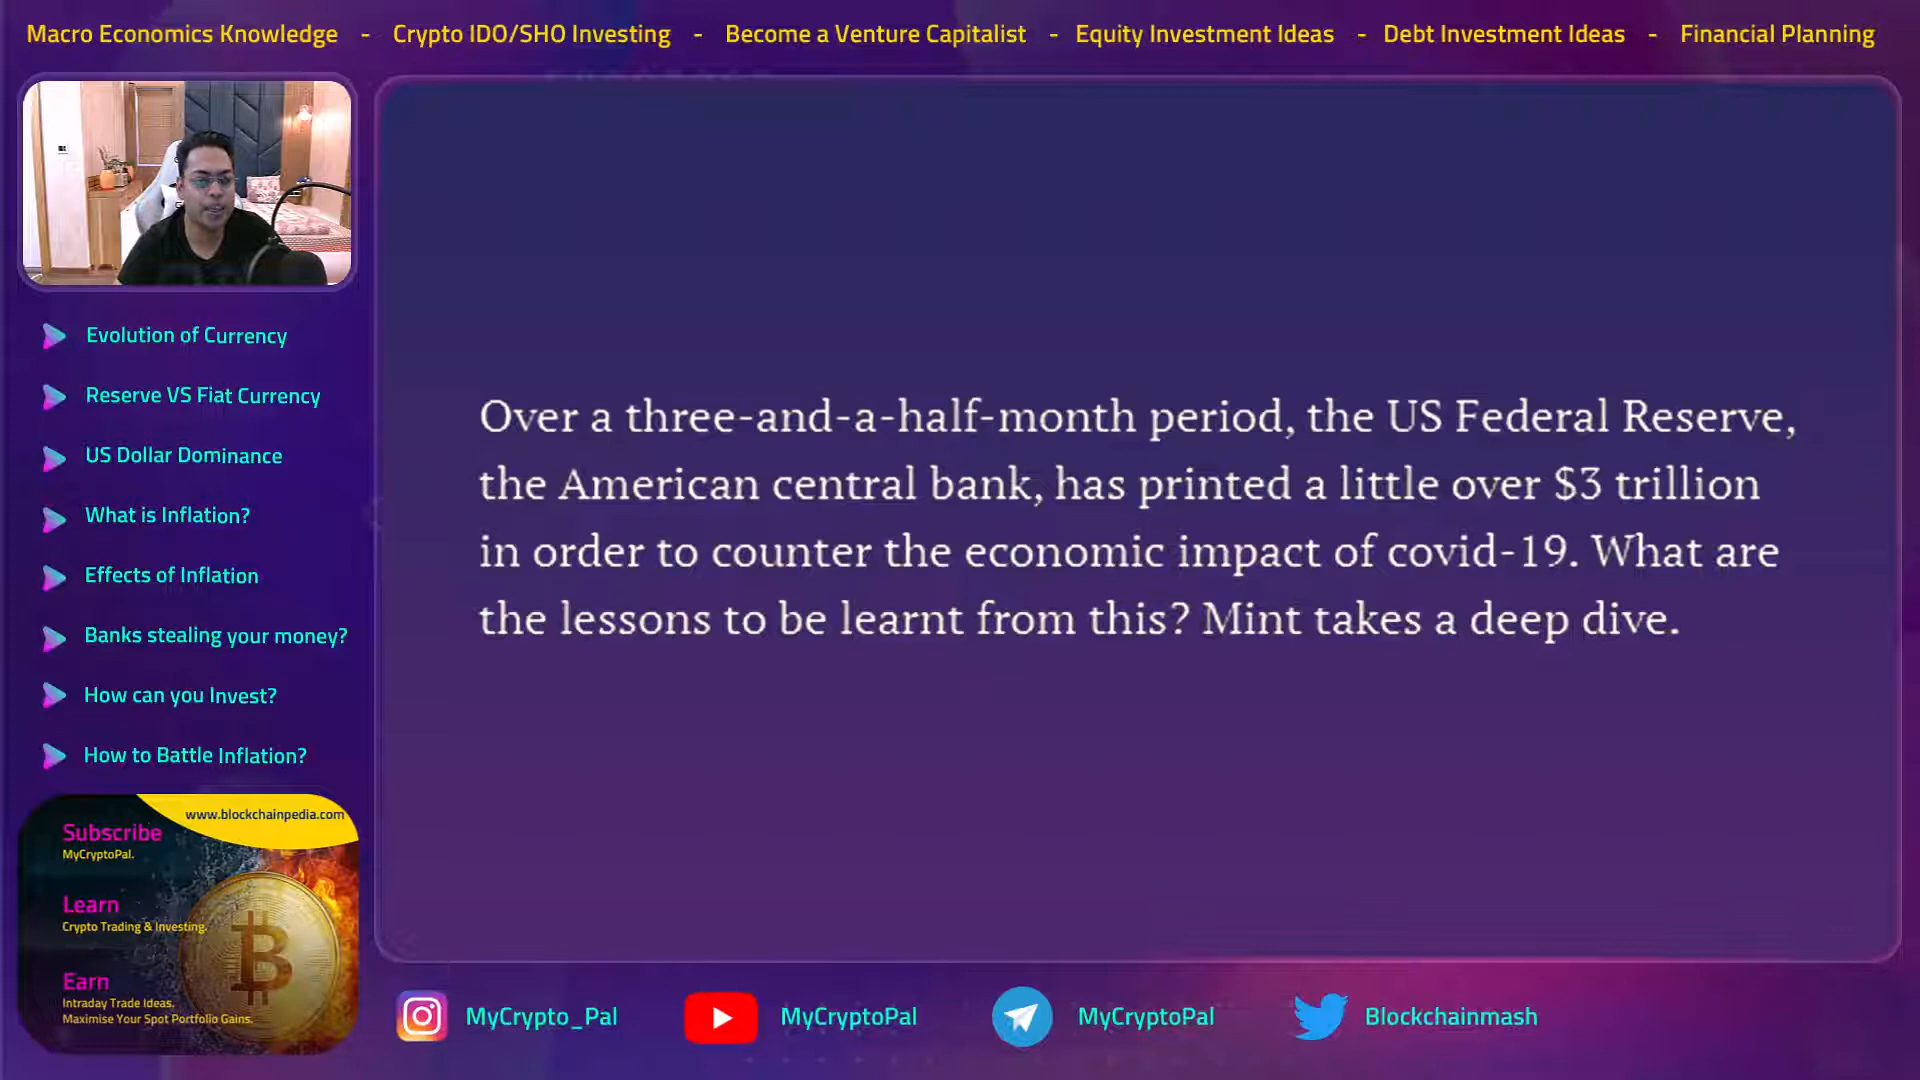 Macro Economics Knowledge - Crypto IDO/SHO Investing - Become a Venture Capitalist - Equity Investment Ideas - Debt Investment Ideas - Financial Planning
Evolution of Currency
Reserve VS Fiat Currency
US Dollar Dominance
What is Inflation?
Effects of Inflation
Banks stealing your money?
How can you Invest?
How to Battle Inflation?
www.blockchainpedia.com
Subscribe
MyCryptoPal.
Learn
Crypto Trading & Investing.
Earn
Intraday Trade Ideas.
Maximise Your Spot Portfolio Gains.
Over a three-and-a-half-month period, the US Federal Reserve,
the American central bank, has printed a little over $3 trillion
in order to counter the economic impact of covid-19. What are
the lessons to be learnt from this? Mint takes a deep dive.
MyCrypto_Pal
MyCryptoPal
MyCryptoPal
Blockchainmash